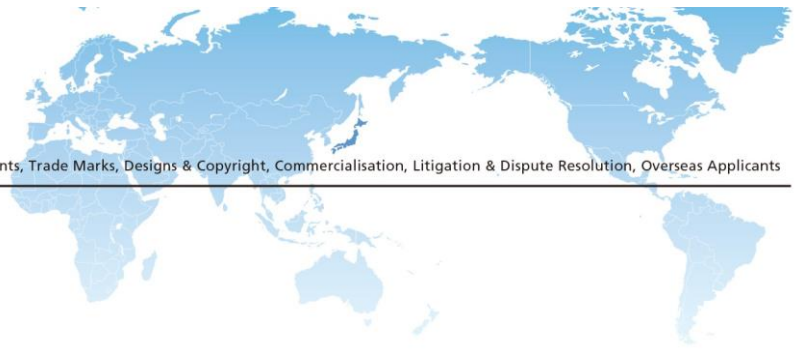 nts, Trade Marks, Designs & Copyright, Commercialisation, Litigation & Dispute Resolution, Overseas Applicants